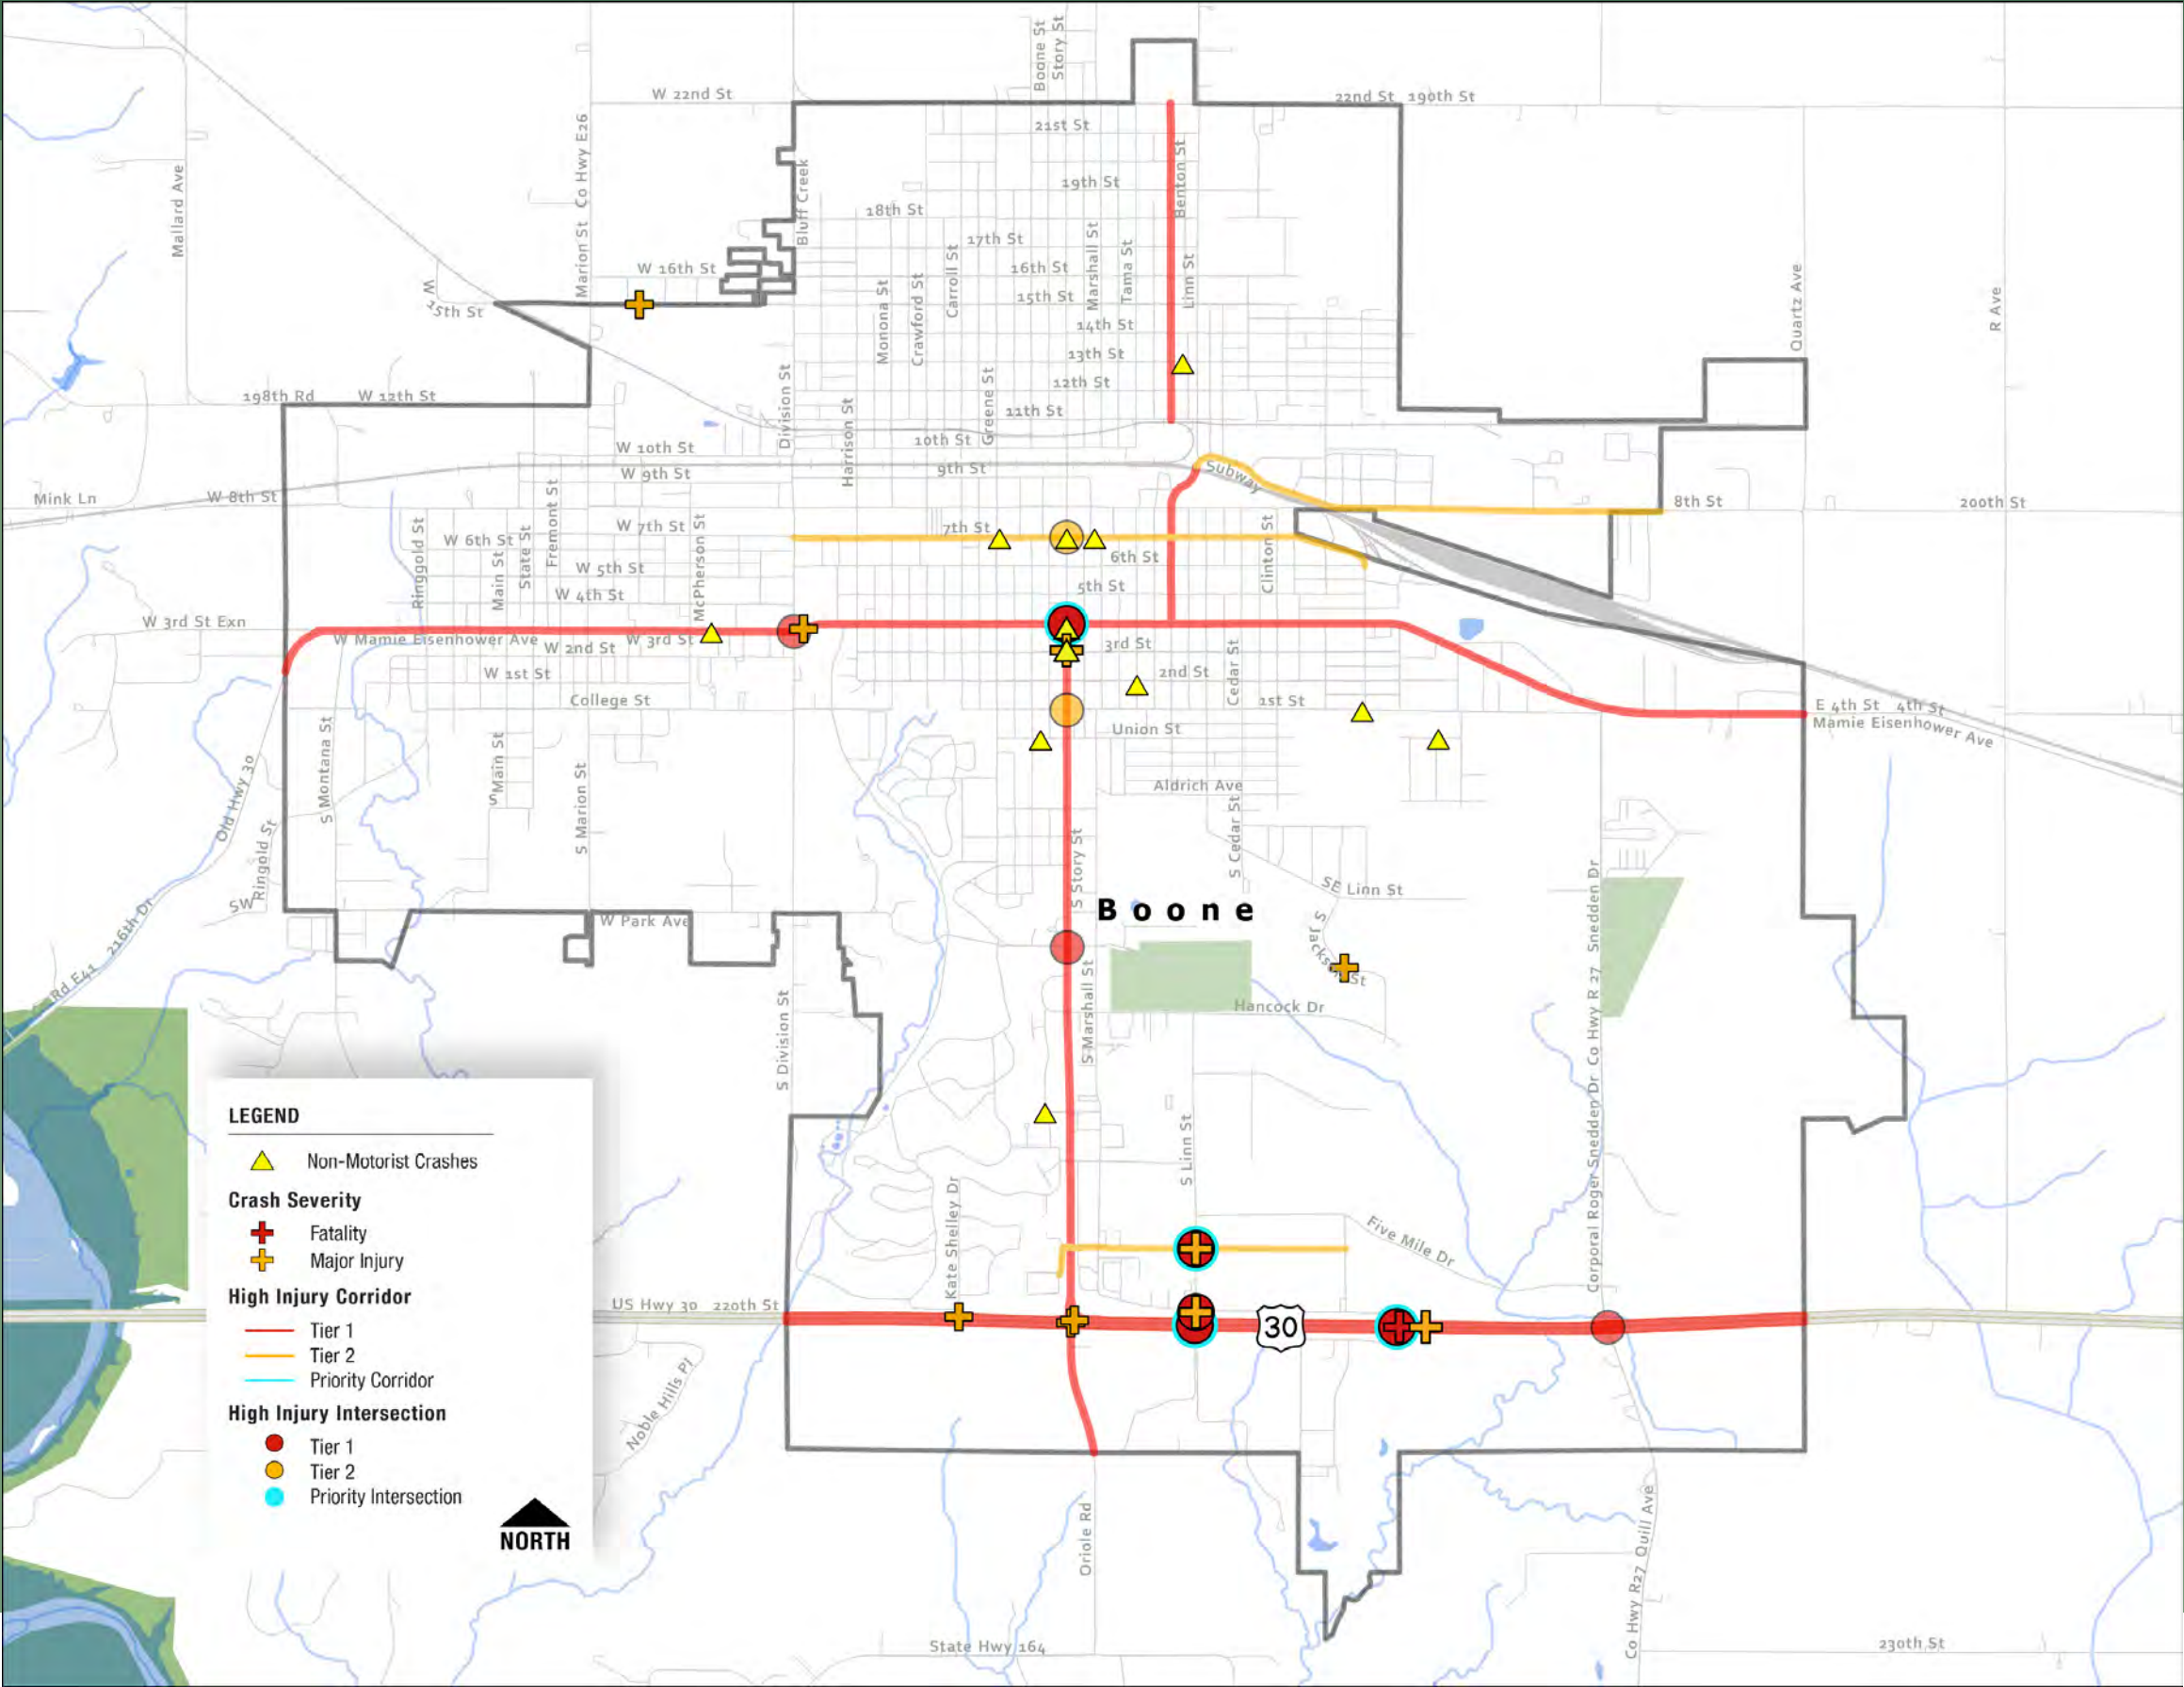 Boone St
Story St
W 22nd St
22nd St 190th St
21st St
Co Hwy E26
Marion St
Mallard Ave
Bluff Creek
Benton St
19th St
18th St
17th St
Marshall St
Tama St
Carroll St
W 16th St
16th St
Linn St
Quartz Ave
R Ave
W 15th St
15th St
Monona St
Crawford St
14th St
13th St
12th St
Greene St
Division St
Harrison St
198th Rd
W 12th St
11th St
10th St
W 10th St
9th St
W 9th St
Subway
Mink Ln
W 8th St
8th St
200th St
Ringgold St
Main St
State St
Fremont St
McPherson St
W 7th St
7th St
W 6th St
6th St
Clinton St
W 5th St
5th St
W 4th St
W 3rd St Exn
W Mamie Eisenhower Ave
W 3rd St
3rd St
W 2nd St
2nd St
Cedar St
W 1st St
College St
1st St
E 4th St 4th St
Mamie Eisenhower Ave
Union St
S Montana St
S Main St
S Marion St
Old Hwy 30
Aldrich Ave
S Cedar St
S Story St
SW Ringold St
SE Linn St
Boone
W Park Ave
216th Dr
Rd E41
S Jackson St
Snedden Dr
Co Hwy R 27
Corporal Roger Snedden Dr
Hancock Dr
S Marshall St
S Division St
S Linn St
Kate Shelley Dr
Five Mile Dr
US Hwy 30 220th St
30
Noble Hills Pl
Oriole Rd
Co Hwy R27 Quill Ave
State Hwy 164
230th St
LEGEND
Non-Motorist Crashes
Crash Severity
Fatality
Major Injury
High Injury Corridor
Tier 1
Tier 2
Priority Corridor
High Injury Intersection
Tier 1
Tier 2
Priority Intersection
NORTH